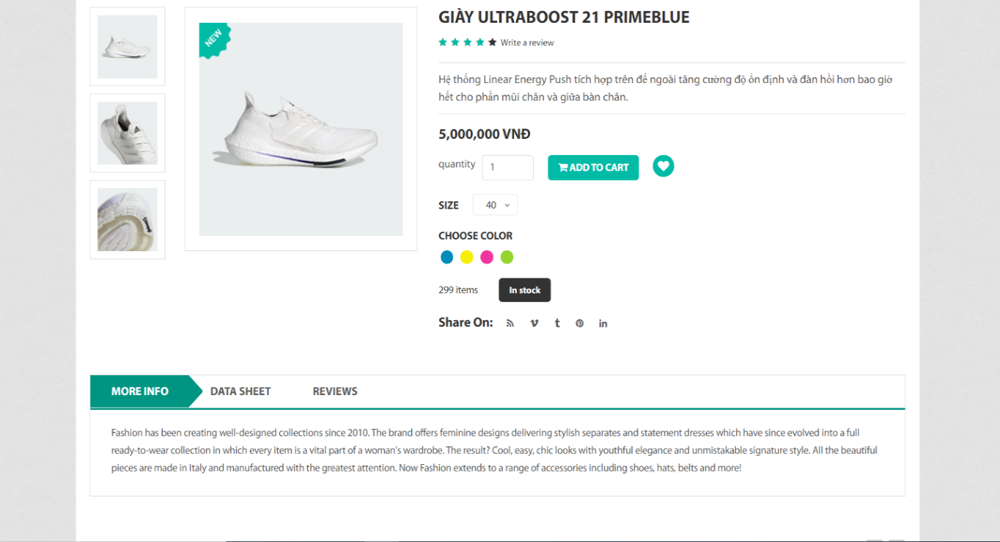 NEW
GIÀY ULTRABOOST 21 PRIMEBLUE
Write a review
Hệ thống Linear Energy Push tích hợp trên đế ngoài tăng cường độ ổn định và đàn hồi hơn bao giờ
hết cho phần mũi chân và giữa bàn chân.
5,000,000 VNĐ
quantity 1 ADD TO CART
SIZE 40
CHOOSE COLOR
299 items In stock
Share On:
MORE INFO DATA SHEET REVIEWS
Fashion has been creating well-designed collections since 2010. The brand offers feminine designs delivering stylish separates and statement dresses which have since evolved into a full
ready-to-wear collection in which every item is a vital part of a woman's wardrobe. The result? Cool, easy, chic looks with youthful elegance and unmistakable signature style. All the beautiful
pieces are made in Italy and manufactured with the greatest attention. Now Fashion extends to a range of accessories including shoes, hats, belts and more!